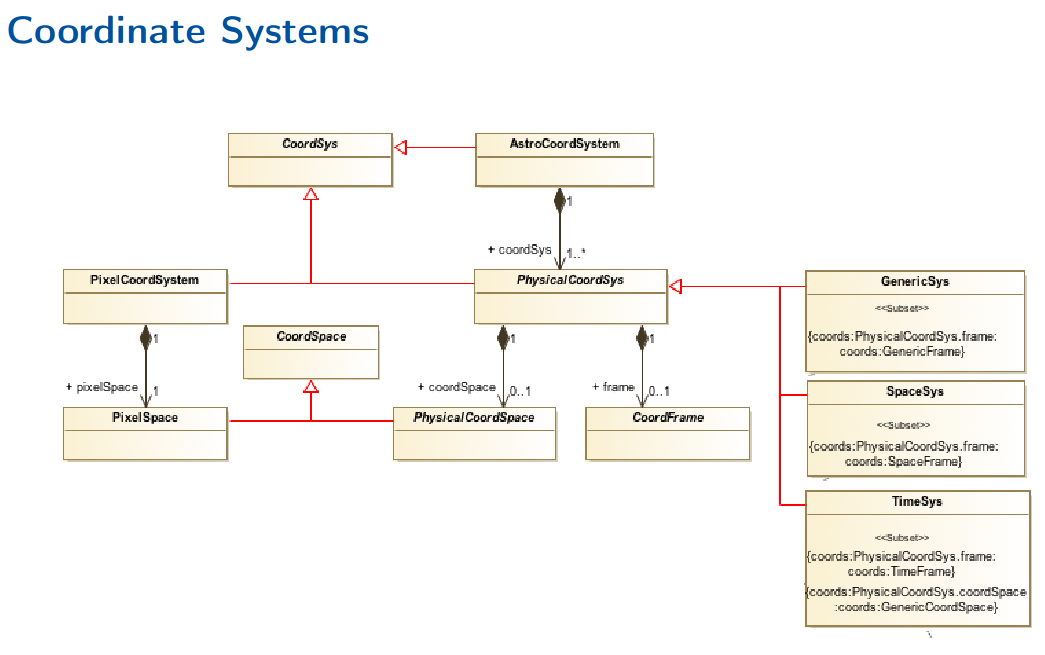 Coordinate Systems
CoordSys
AstroCoordSystem
1
+ coordSys
1..*
PixelCoordSystem
PhysicalCoordSys
GenericSys
<<Subset>>
{coords:PhysicalCoordSys.frame:
coords:GenericFrame}
1
CoordSpace
1
1
+ pixelSpace
1
+ coordSpace
0..1
+ frame
0..1
SpaceSys
<<Subset>>
{coords:PhysicalCoordSys.frame:
coords:SpaceFrame}
PixelSpace
PhysicalCoordSpace
CoordFrame
TimeSys
<<Subset>>
{coords:PhysicalCoordSys.frame:
coords:TimeFrame}
{coords:PhysicalCoordSys.coordSpace
:coords:GenericCoordSpace}